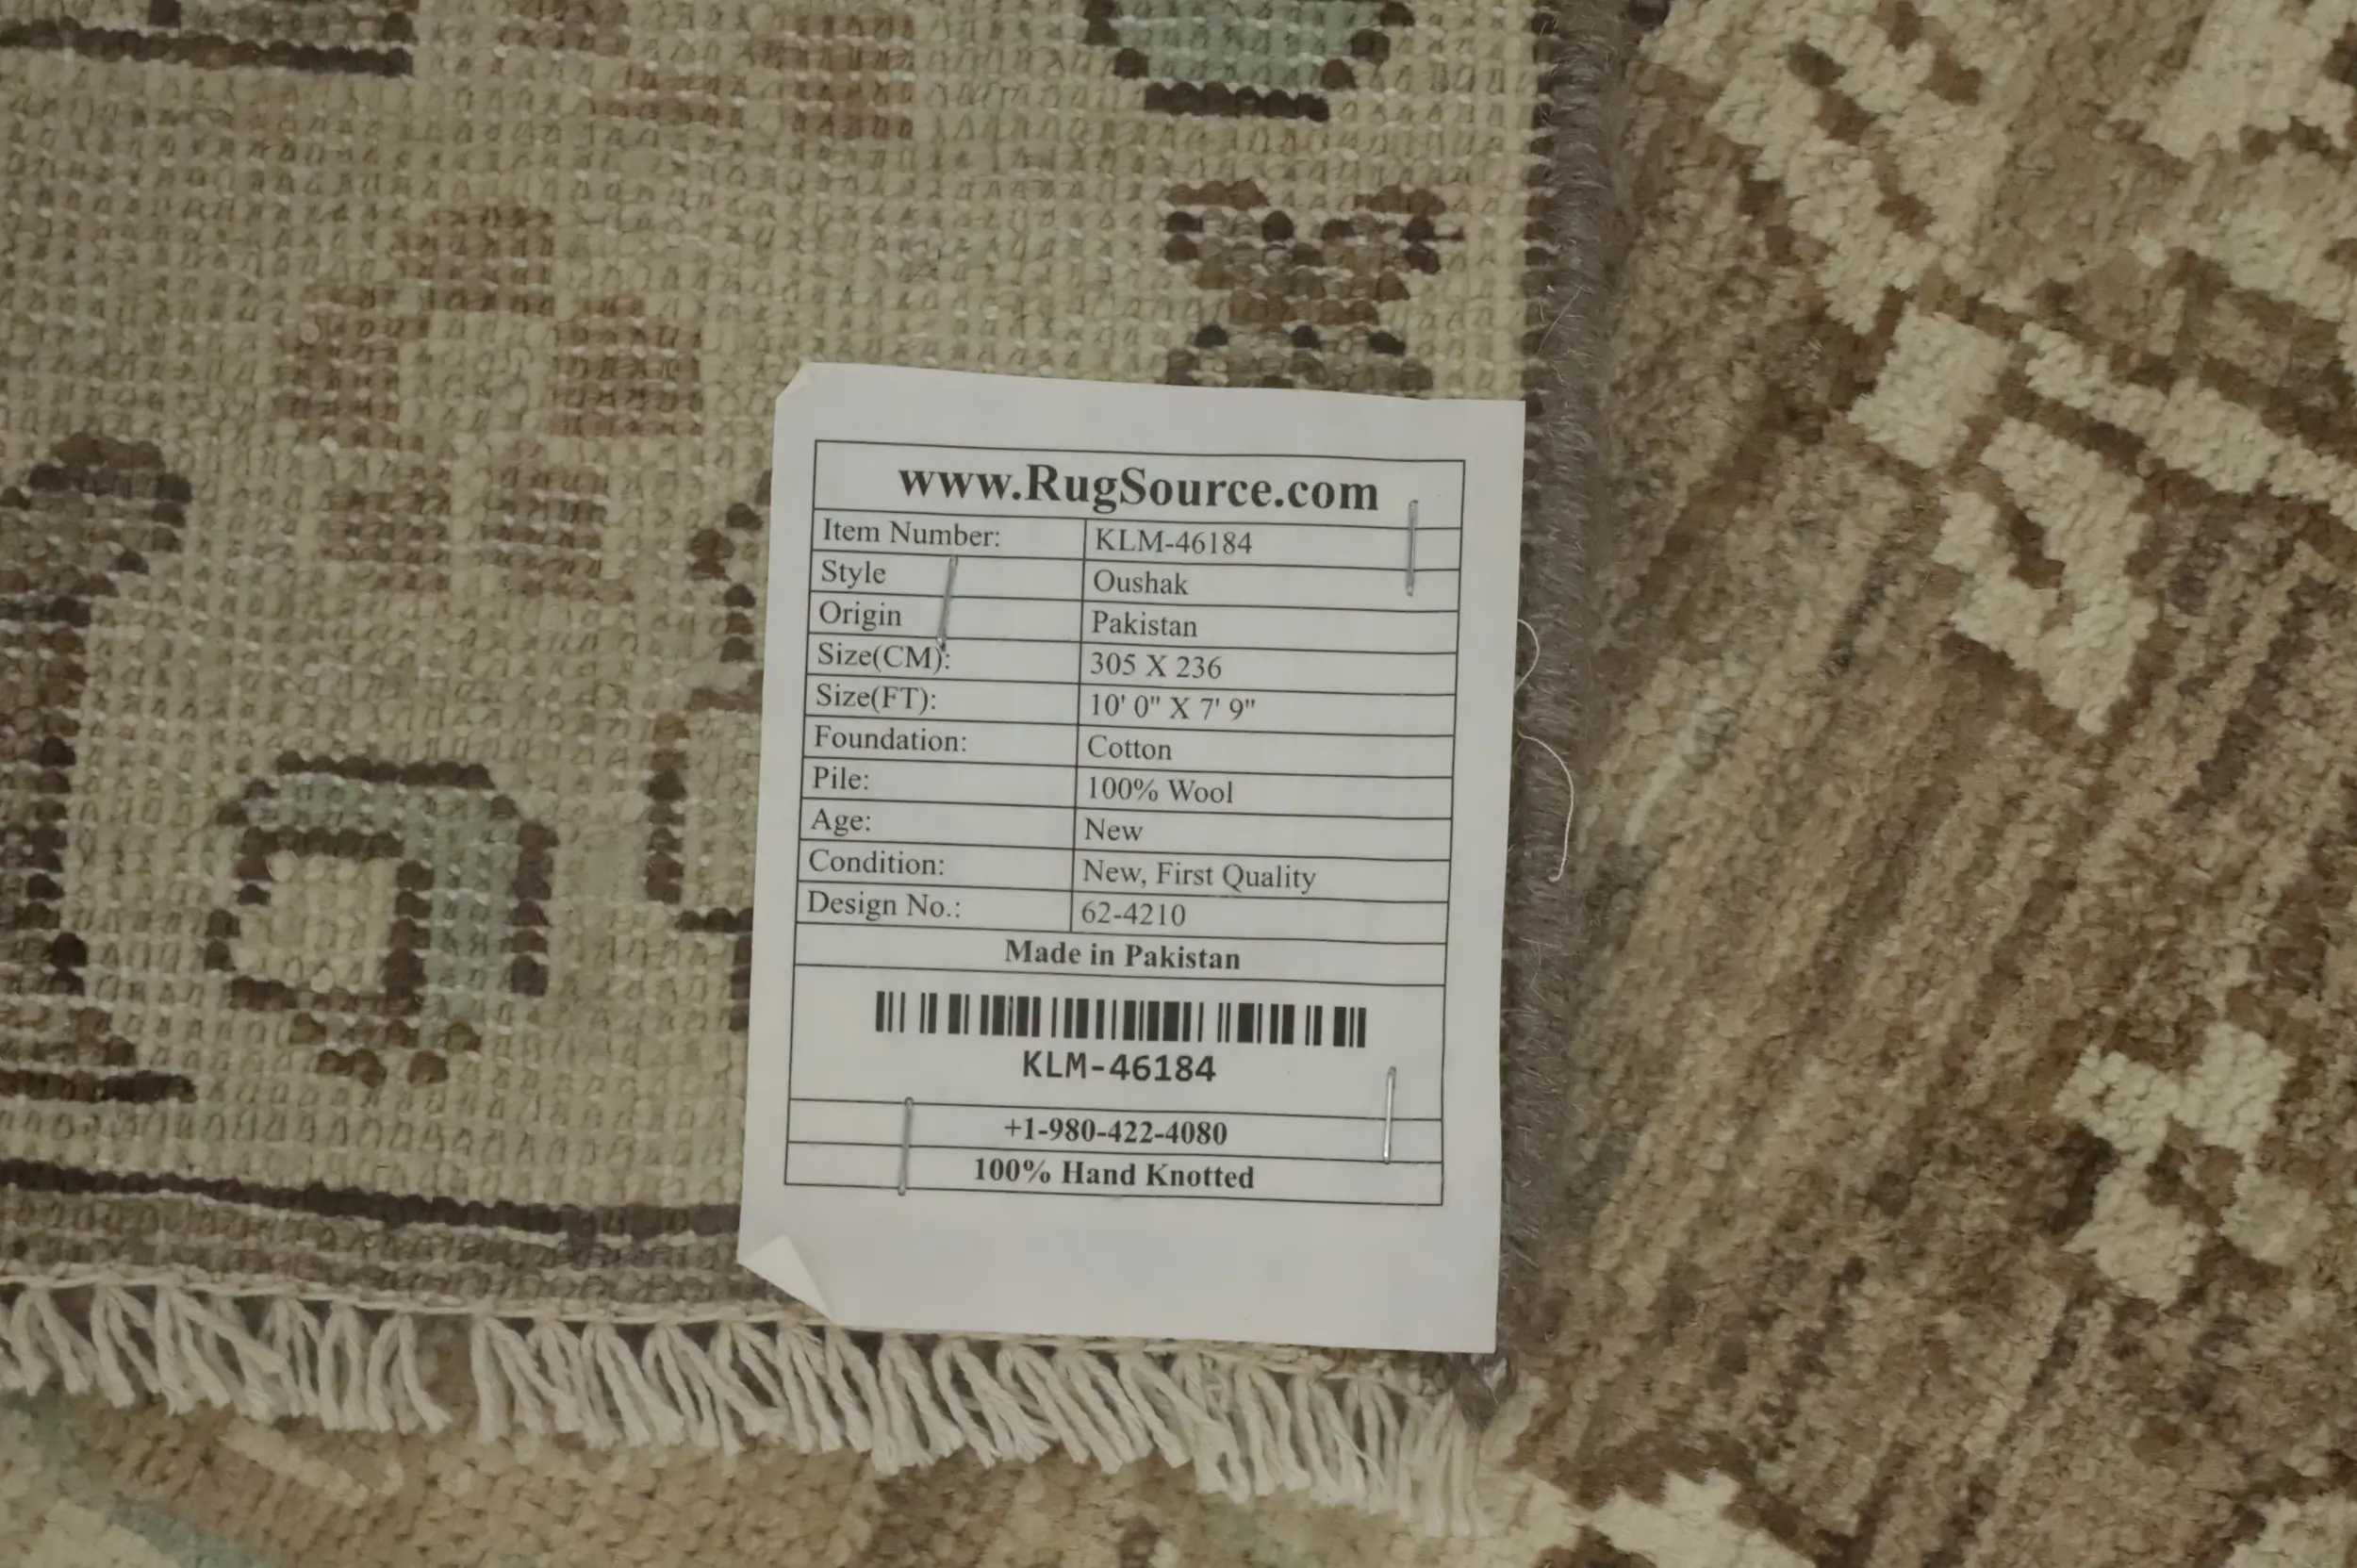 www.RugSource.com
Item Number: KLM-46184
Style Oushak
Origin Pakistan
Size(CM): 305 X 236
Size(FT): 10' 0" X 7' 9"
Foundation: Cotton
Pile: 100% Wool
Age: New
Condition: New, First Quality
Design No.: 62-4210
Made in Pakistan
KLM-46184
+1-980-422-4080
100% Hand Knotted